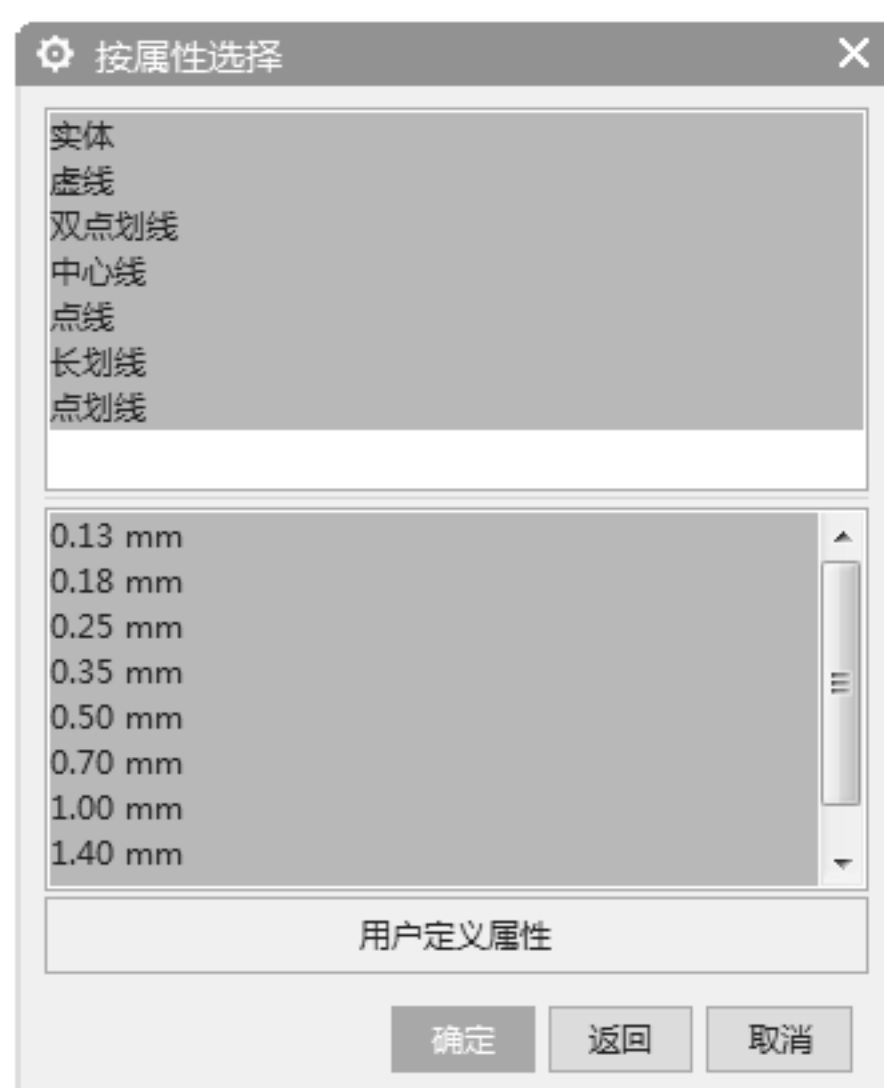 按属性选择
实体
虚线
双点划线
中心线
点线
长划线
点划线
0.13 mm
0.18 mm
0.25 mm
0.35 mm
0.50 mm
0.70 mm
1.00 mm
1.40 mm
用户定义属性
确定 返回 取消